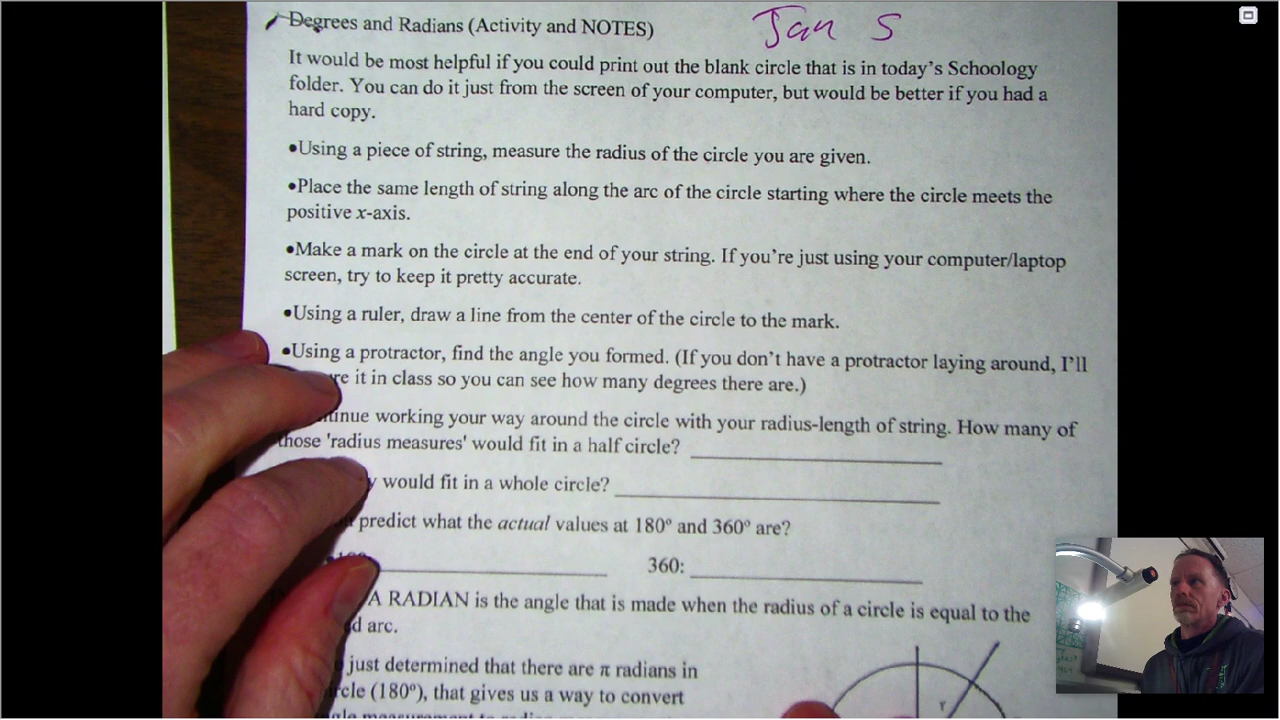 Degrees and Radians (Activity and NOTES) Jan 5
It would be most helpful if you could print out the blank circle that is in today's Schoology
folder. You can do it just from the screen of your computer, but would be better if you had a
hard copy.
•Using a piece of string, measure the radius of the circle you are given.
•Place the same length of string along the arc of the circle starting where the circle meets the
positive x-axis.
•Make a mark on the circle at the end of your string. If you're just using your computer/laptop
screen, try to keep it pretty accurate.
•Using a ruler, draw a line from the center of the circle to the mark.
•Using a protractor, find the angle you formed. (If you don't have a protractor laying around, I'll
it in class so you can see how many degrees there are.)
working your way around the circle with your radius-length of string. How many of
those 'radius measures' would fit in a half circle?
would fit in a whole circle?
predict what the actual values at 180º and 360º are?
360:
A RADIAN is the angle that is made when the radius of a circle is equal to the
arc.
just determined that there are π radians in
(180º), that gives us a way to convert
r